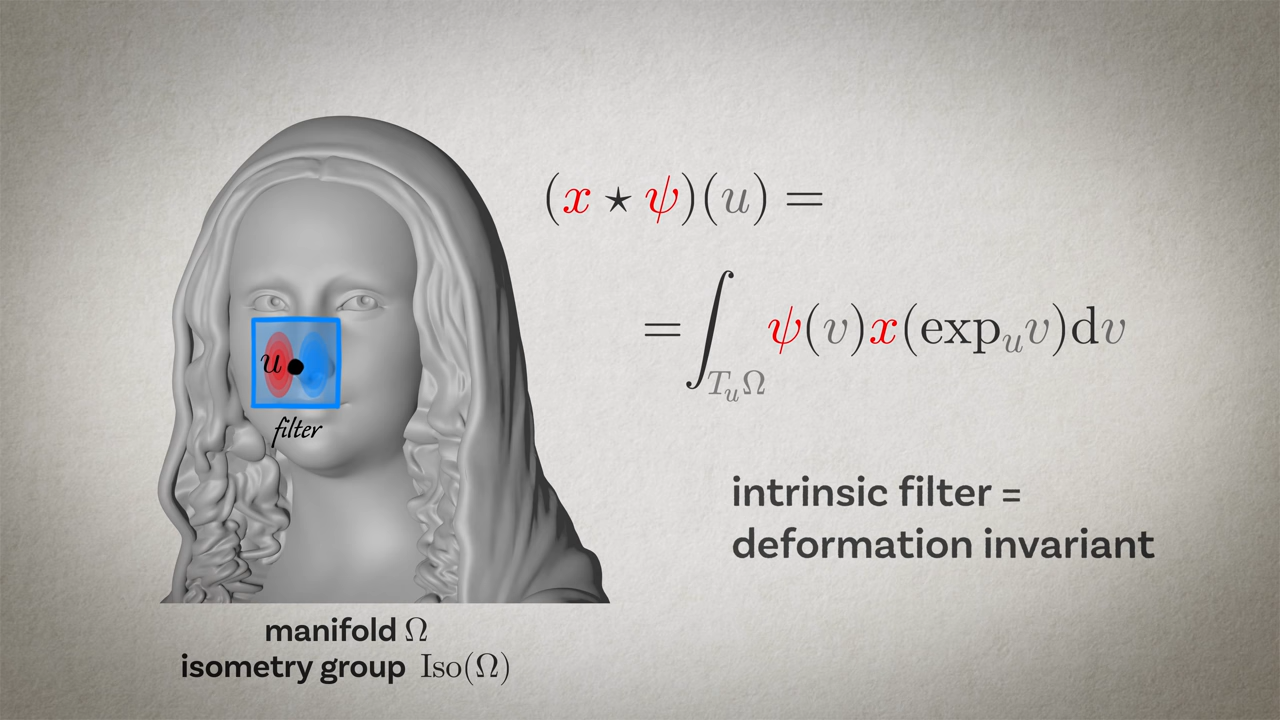 (x ⋆ ψ)(u) =
= ∫_{T_uΩ} ψ(v)x(exp_u v)dv
u
filter
intrinsic filter =
deformation invariant
manifold Ω
isometry group Iso(Ω)